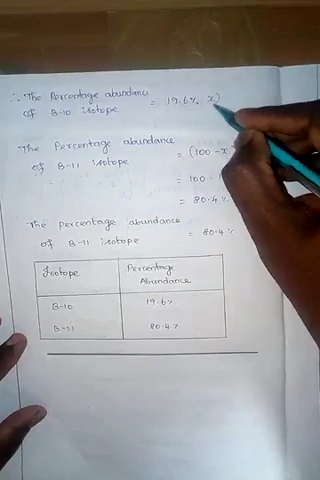 ∴ The Percentage abundance
of B-10 isotope = 19.6% x)
The Percentage abundance
of B-11 isotope = (100 - x
= 100 -
= 80.4%
The percentage abundance
of B-11 isotope = 80.4%
Isotope Percentage Abundance
B-10 19.6%
B-11 80.4%